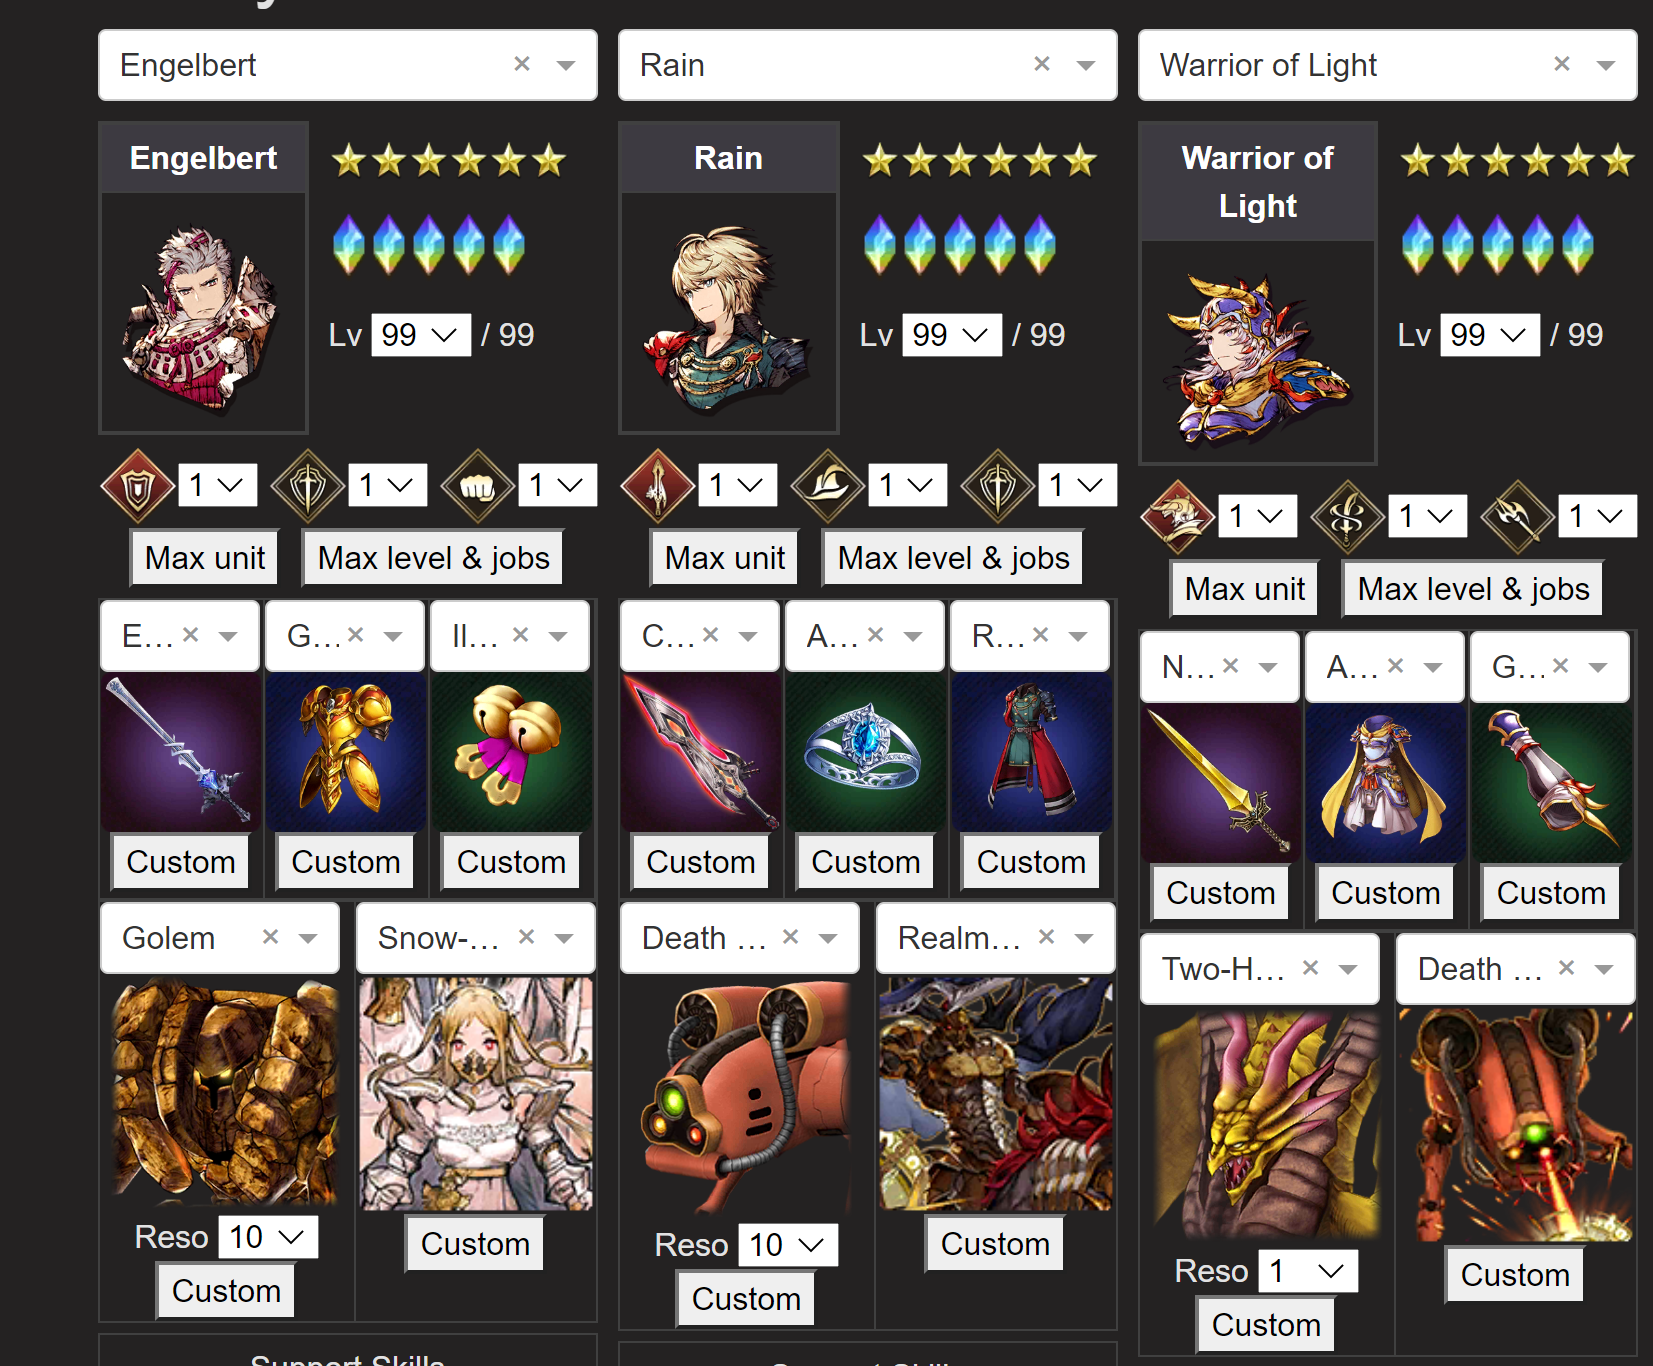 Engelbert
Rain
Warrior of Light
Engelbert
Rain
Warrior of
Light
Lv 99 / 99
Lv 99 / 99
Lv 99 / 99
1 1 1
1 1 1
1 1 1
Max unit Max level & jobs
Max unit Max level & jobs
Max unit Max level & jobs
E... G... Il...
C... A... R...
N... A... G...
Custom Custom Custom
Custom Custom Custom
Custom Custom Custom
Golem Snow-...
Death ... Realm...
Two-H... Death ...
Reso 10
Custom
Custom
Reso 10
Custom
Custom
Reso 1
Custom
Custom
Support Skills